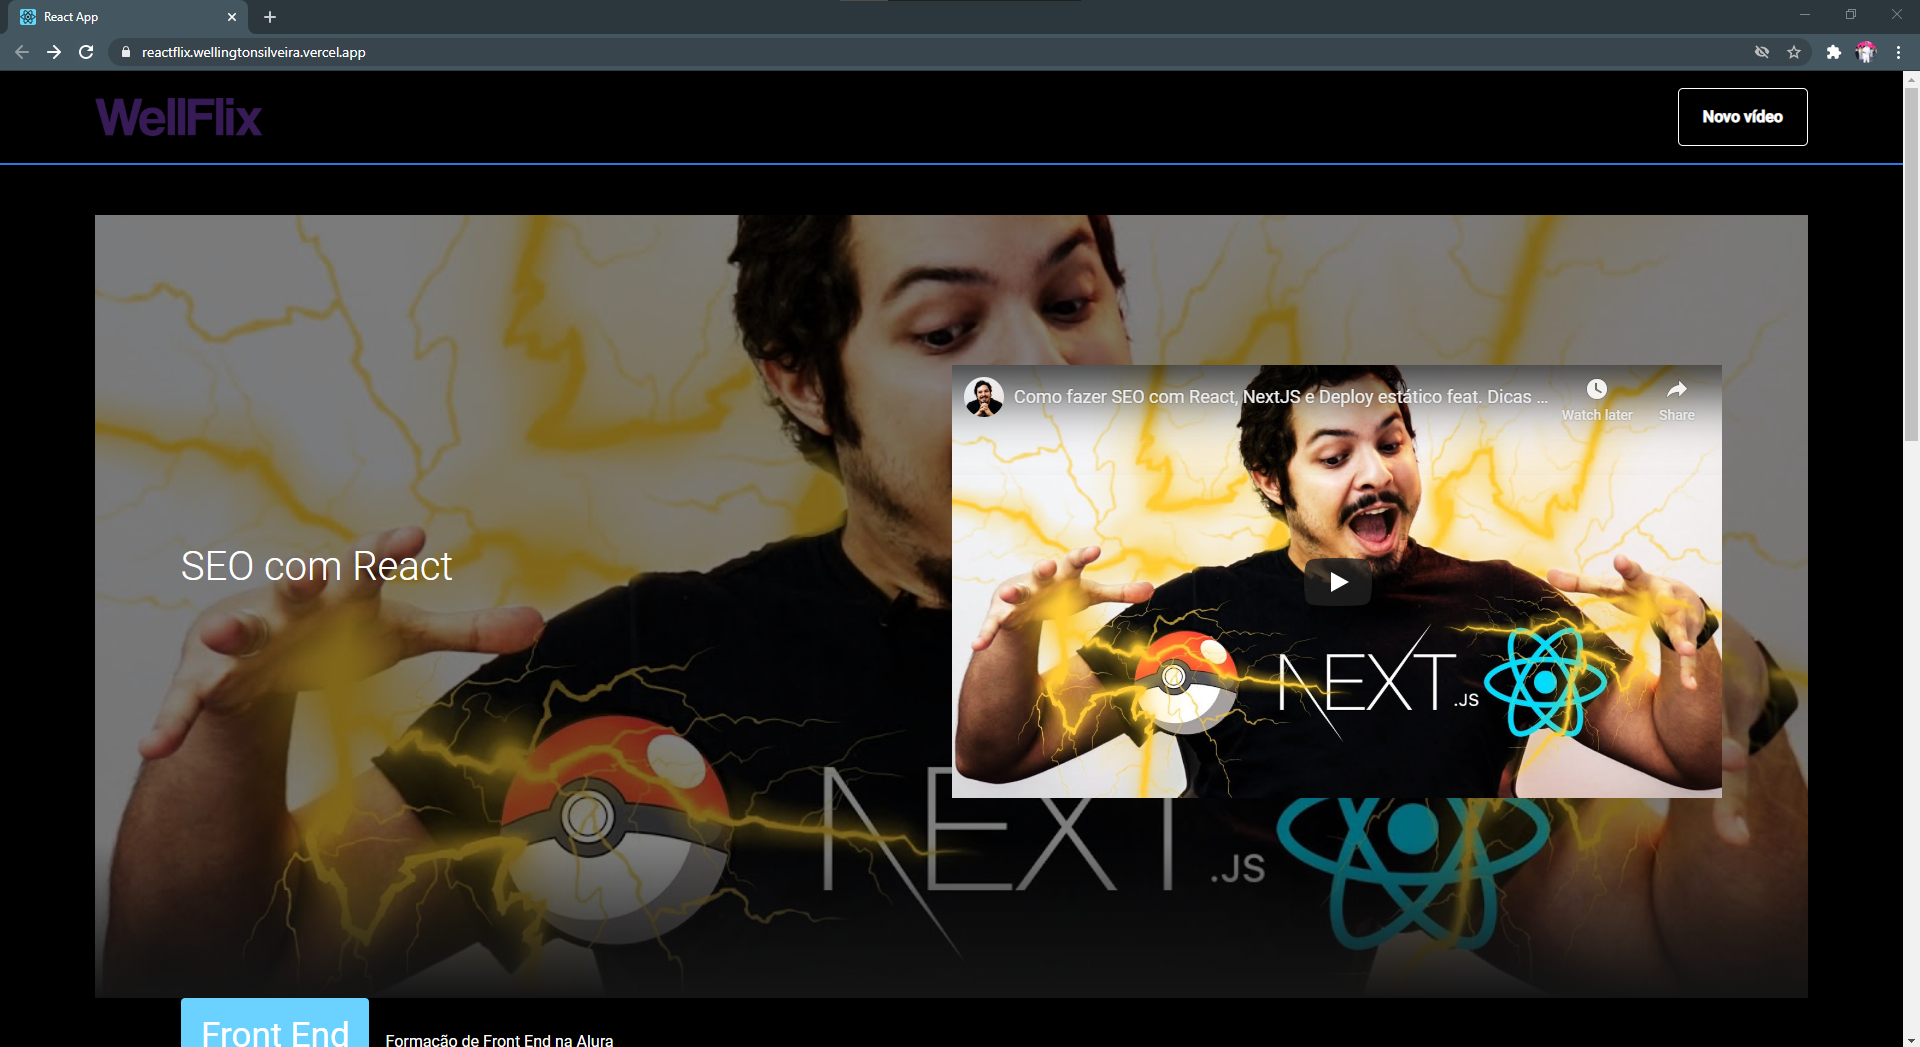 React App
reactflix.wellingtonsilveira.vercel.app
WellFlix
Novo vídeo
Como fazer SEO com React, NextJS e Deploy estático feat. Dicas ...
Watch later
Share
SEO com React
NEXT.JS
NEXT.JS
Front End
Formação de Front End na Alura